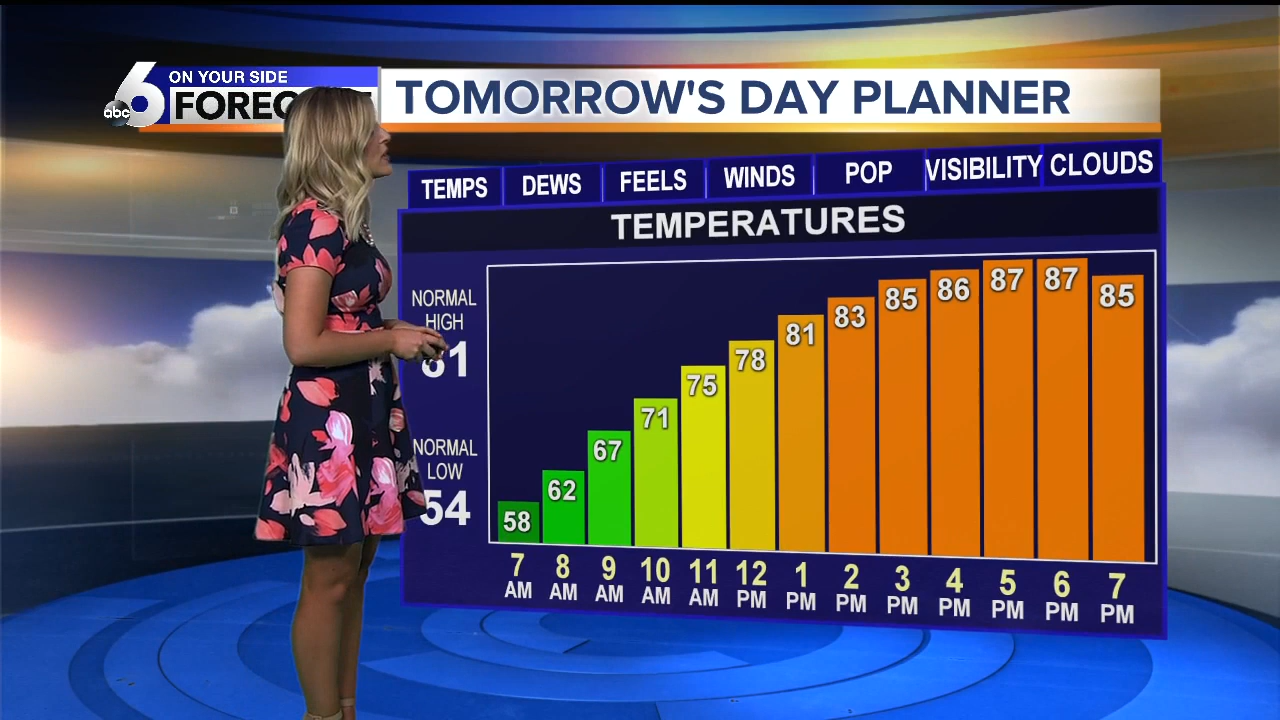 ON YOUR SIDE
abc 6
TOMORROW'S DAY PLANNER
TEMPS DEWS FEELS WINDS POP VISIBILITY CLOUDS
TEMPERATURES
NORMAL
HIGH
NORMAL
LOW
54
58 62 67 71 75 78 81 83 85 86 87 87 85
7 8 9 10 11 12 1 2 3 4 5 6 7
AM AM AM AM AM PM PM PM PM PM PM PM PM